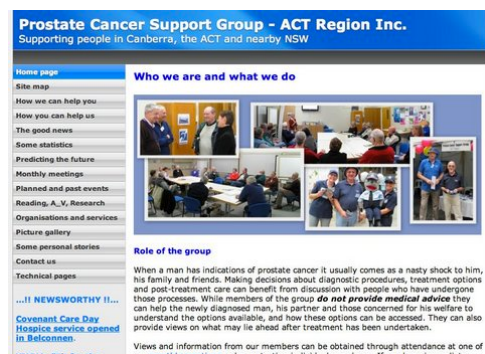 Prostate Cancer Support Group - ACT Region Inc.
Supporting people in Canberra, the ACT and nearby NSW
Home page
Site map
How we can help you
How you can help us
The good news
Some statistics
Predicting the future
Monthly meetings
Planned and past events
Reading, A_V, Research
Organisations and services
Picture gallery
Some personal stories
Contact us
Technical pages
...!! NEWSWORTHY !!...
Covenant Care Day
Hospice service opened
in Belconnen.
Who we are and what we do
Role of the group
When a man has indications of prostate cancer it usually comes as a nasty shock to him,
his family and friends. Making decisions about diagnostic procedures, treatment options
and post-treatment care can benefit from discussion with people who have undergone
those processes. While members of the group do not provide medical advice they
can help the newly diagnosed man, his partner and those concerned for his welfare to
understand the options available, and how these options can be accessed. They can also
provide views on what may lie ahead after treatment has been undertaken.
Views and information from our members can be obtained through attendance at one of